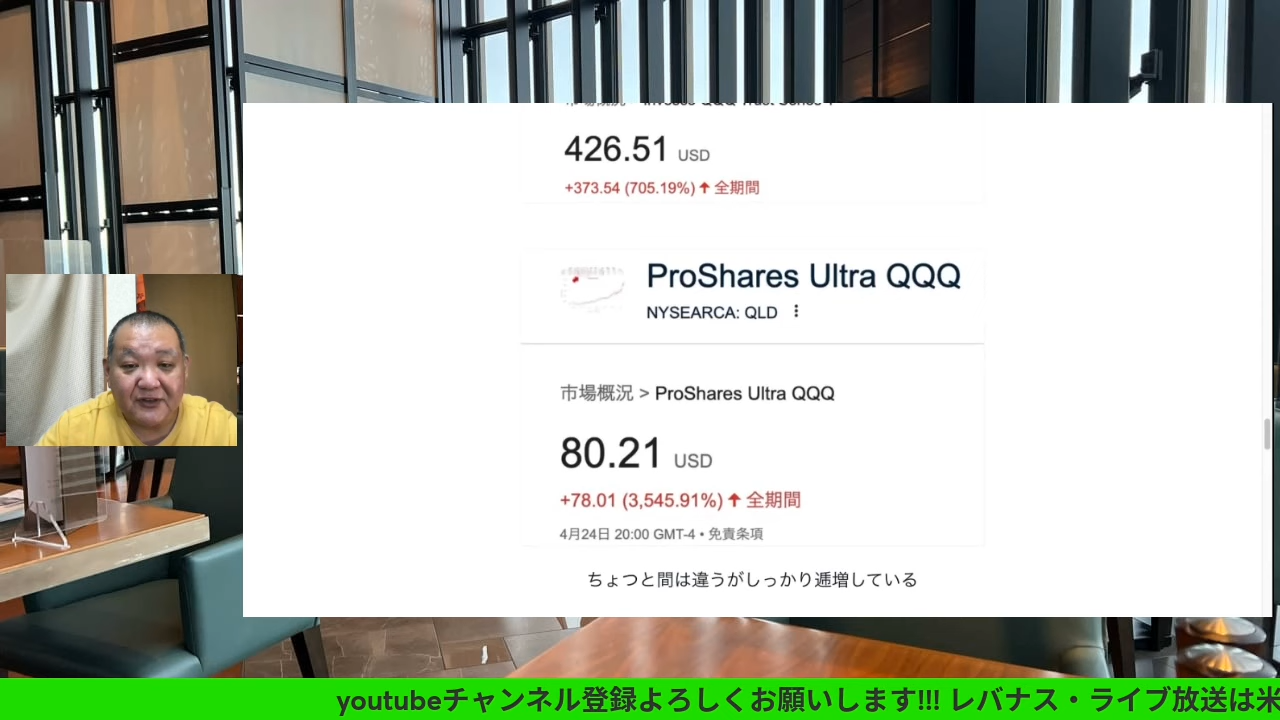 426.51 USD
+373.54 (705.19%) ↑ 全期間
ProShares Ultra QQQ
NYSEARCA: QLD ⋮
市場概況 > ProShares Ultra QQQ
80.21 USD
+78.01 (3,545.91%) ↑ 全期間
4月24日 20:00 GMT-4 • 免責条項
ちょつと間は違うがしっかり逓増している
youtubeチャンネル登録よろしくお願いします!!! レバナス・ライブ放送は米